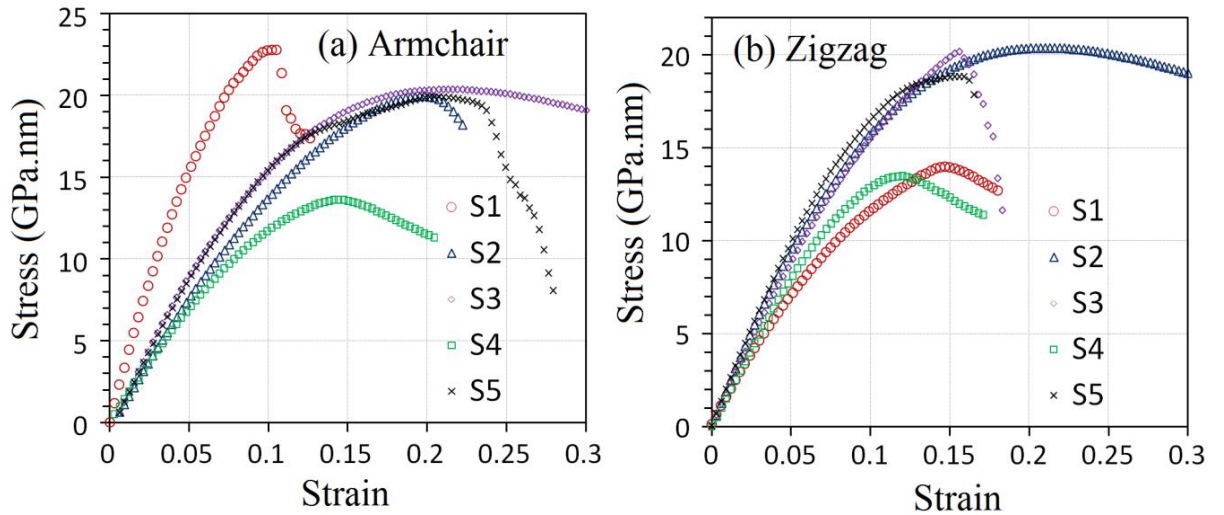 (a) Armchair
Stress (GPa.nm)
25
20
15
10
5
0
0 0.05 0.1 0.15 0.2 0.25 0.3
Strain
S1
S2
S3
S4
S5
(b) Zigzag
Stress (GPa.nm)
20
15
10
5
0
0 0.05 0.1 0.15 0.2 0.25 0.3
Strain
S1
S2
S3
S4
S5